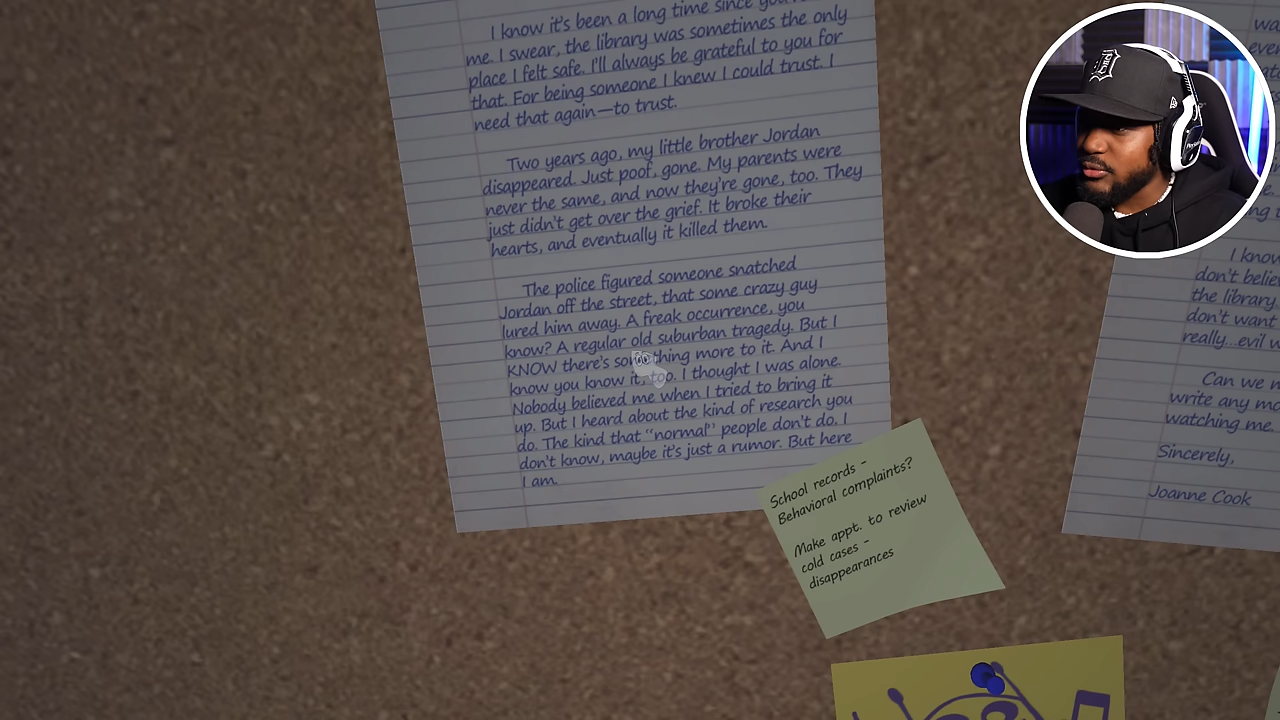 I know it's been a long time since you
me. I swear, the library was sometimes the only
place I felt safe. I'll always be grateful to you for
that. For being someone I knew I could trust. I
need that again—to trust.
Two years ago, my little brother Jordan
disappeared. Just poof, gone. My parents were
never the same, and now they're gone, too. They
just didn't get over the grief. It broke their
hearts, and eventually it killed them.
The police figured someone snatched
Jordan off the street, that some crazy guy
lured him away. A freak occurrence, you
know? A regular old suburban tragedy. But I
KNOW there's something more to it. And I
know you know it, too. I thought I was alone.
Nobody believed me when I tried to bring it
up. But I heard about the kind of research you
do. The kind that "normal" people don't do. I
don't know, maybe it's just a rumor. But here
I am.
School records -
Behavioral complaints?
Make appt. to review
cold cases -
disappearances
I know
don't belie
the library,
don't want
really...evil w
Can we m
write any mo
watching me.
Sincerely,
Joanne Cook